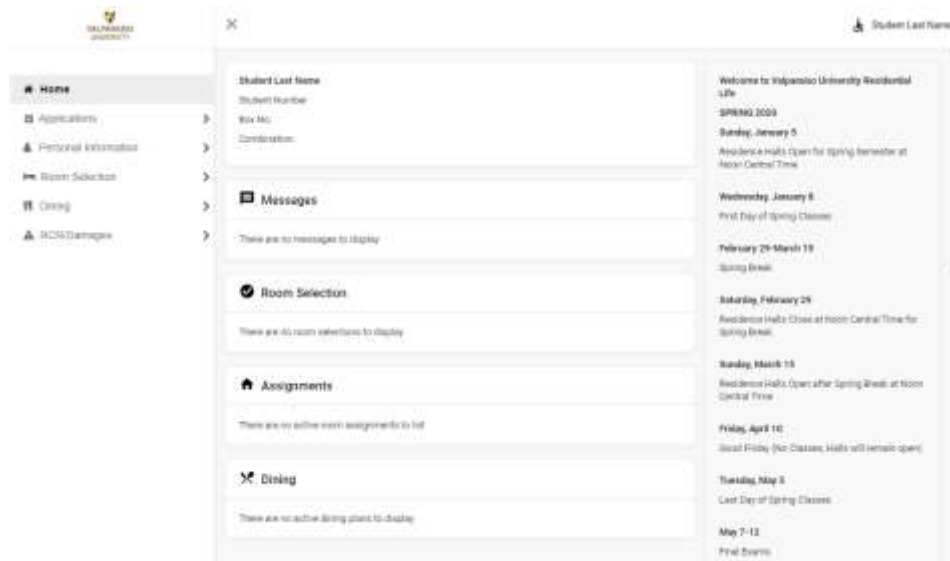 VALPARAISO
UNIVERSITY
Student Last Name
Home
Applications
Personal Information
Room Selection
Dining
RCR/Damages
Student Last Name
Student Number
Box No.
Combination:
Messages
There are no messages to display
Room Selection
There are no room selections to display
Assignments
There are no active room assignments to list
Dining
There are no active dining plans to display
Welcome to Valparaiso University Residential
Life
SPRING 2020
Sunday, January 5
Residence Halls Open for Spring Semester at
Noon Central Time
Wednesday, January 8
First Day of Spring Classes
February 29-March 15
Spring Break
Saturday, February 29
Residence Halls Close at Noon Central Time for
Spring Break
Sunday, March 15
Residence Halls Open after Spring Break at Noon
Central Time
Friday, April 10
Good Friday (No Classes, Halls will remain open)
Tuesday, May 5
Last Day of Spring Classes
May 7-12
Final Exams